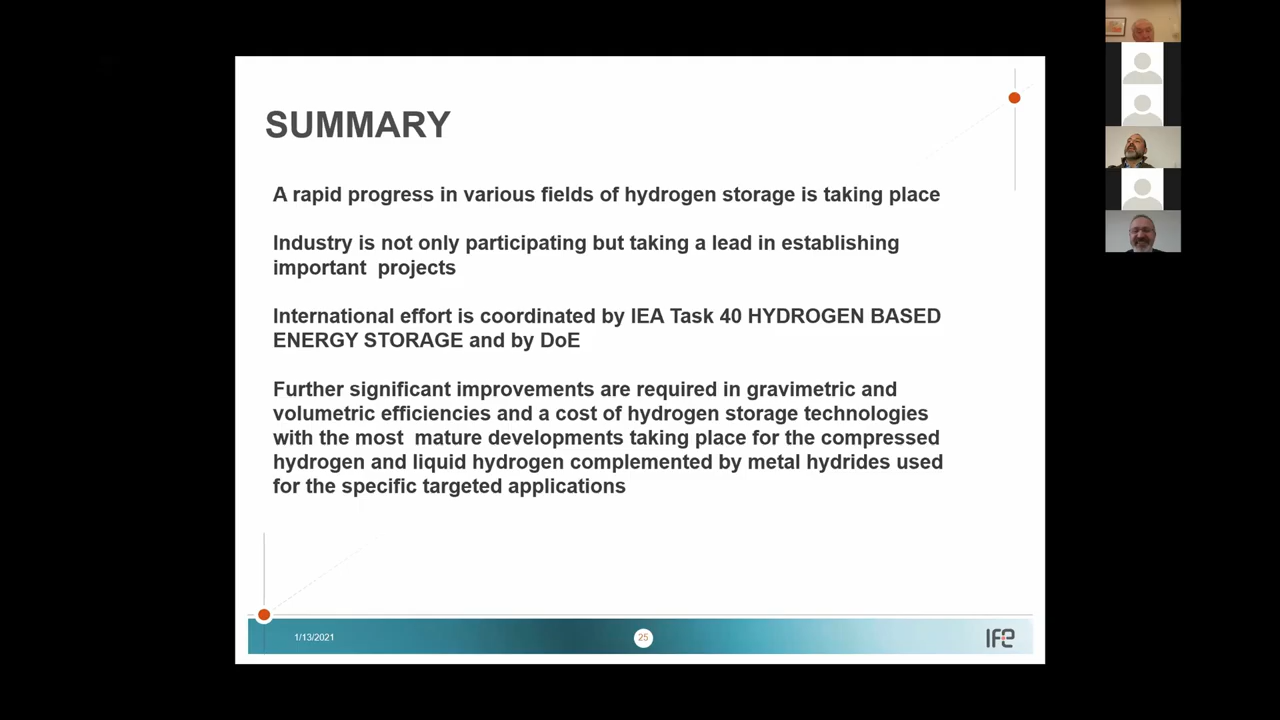 SUMMARY
A rapid progress in various fields of hydrogen storage is taking place
Industry is not only participating but taking a lead in establishing
important  projects
International effort is coordinated by IEA Task 40 HYDROGEN BASED
ENERGY STORAGE and by DoE
Further significant improvements are required in gravimetric and
volumetric efficiencies and a cost of hydrogen storage technologies
with the most  mature developments taking place for the compressed
hydrogen and liquid hydrogen complemented by metal hydrides used
for the specific targeted applications
1/13/2021
25
IFE